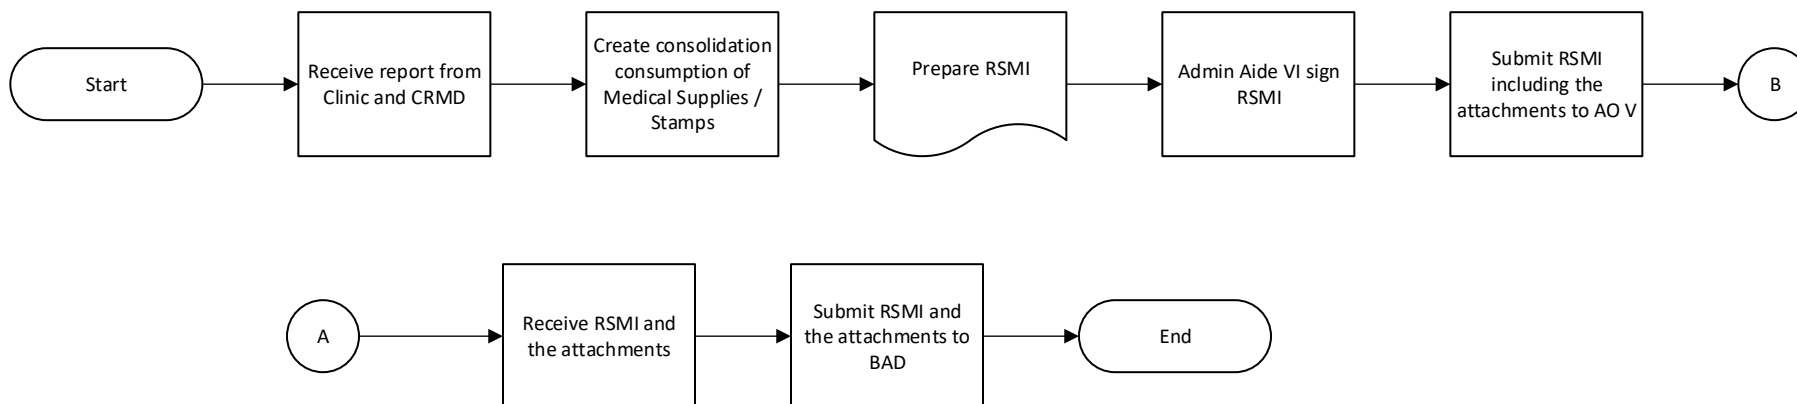 Start
Receive report from
Clinic and CRMD
Create consolidation
consumption of
Medical Supplies /
Stamps
Prepare RSMI
Admin Aide VI sign
RSMI
Submit RSMI
including the
attachments to AO V
B
A
Receive RSMI and
the attachments
Submit RSMI and
the attachments to
BAD
End